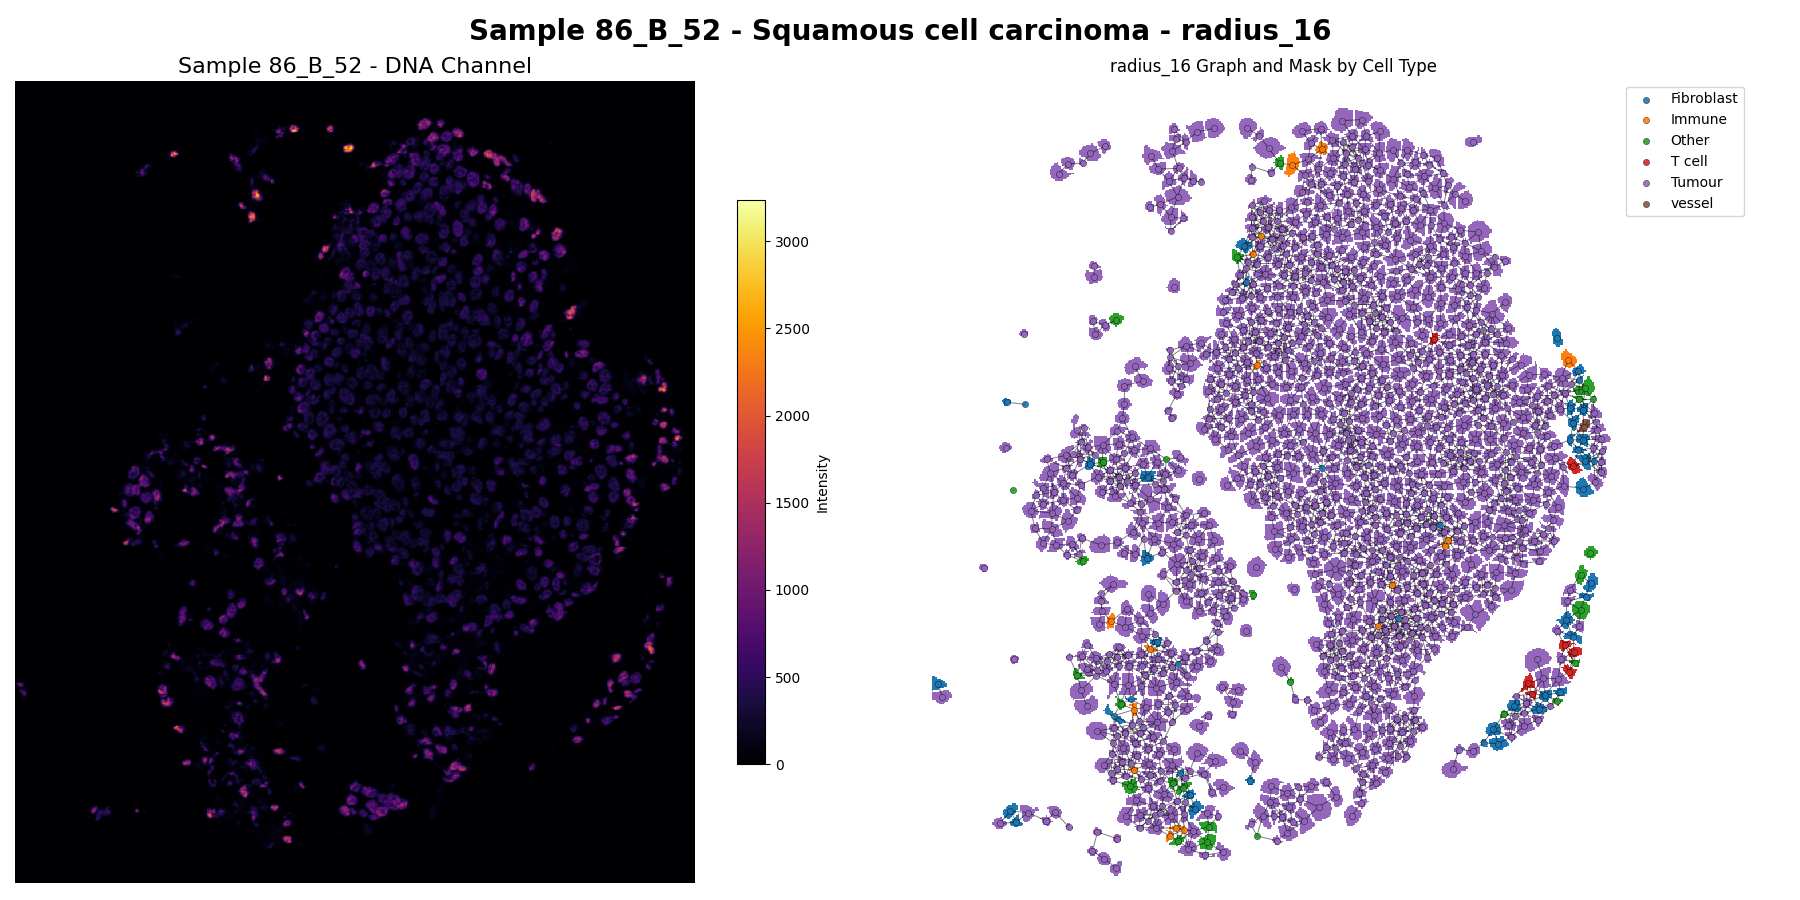 Sample 86_B_52 - Squamous cell carcinoma - radius_16
Sample 86_B_52 - DNA Channel
radius_16 Graph and Mask by Cell Type
Fibroblast
Immune
Other
T cell
Tumour
vessel
3000
2500
2000
1500
1000
500
0
Intensity